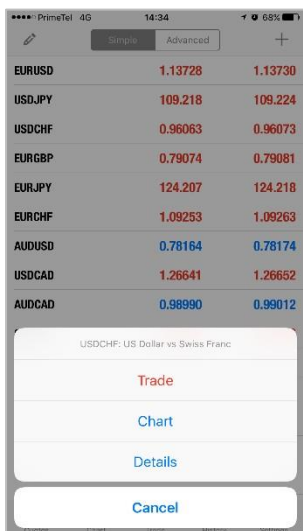 PrimeTel 4G 14:34 68%
Simple Advanced
EURUSD 1.13728 1.13730
USDJPY 109.218 109.224
USDCHF 0.96063 0.96073
EURGBP 0.79074 0.79081
EURJPY 124.207 124.218
EURCHF 1.09253 1.09263
AUDUSD 0.78164 0.78174
USDCAD 1.26641 1.26652
AUDCAD 0.98990 0.99012
USDCHF: US Dollar vs Swiss Franc
Trade
Chart
Details
Cancel